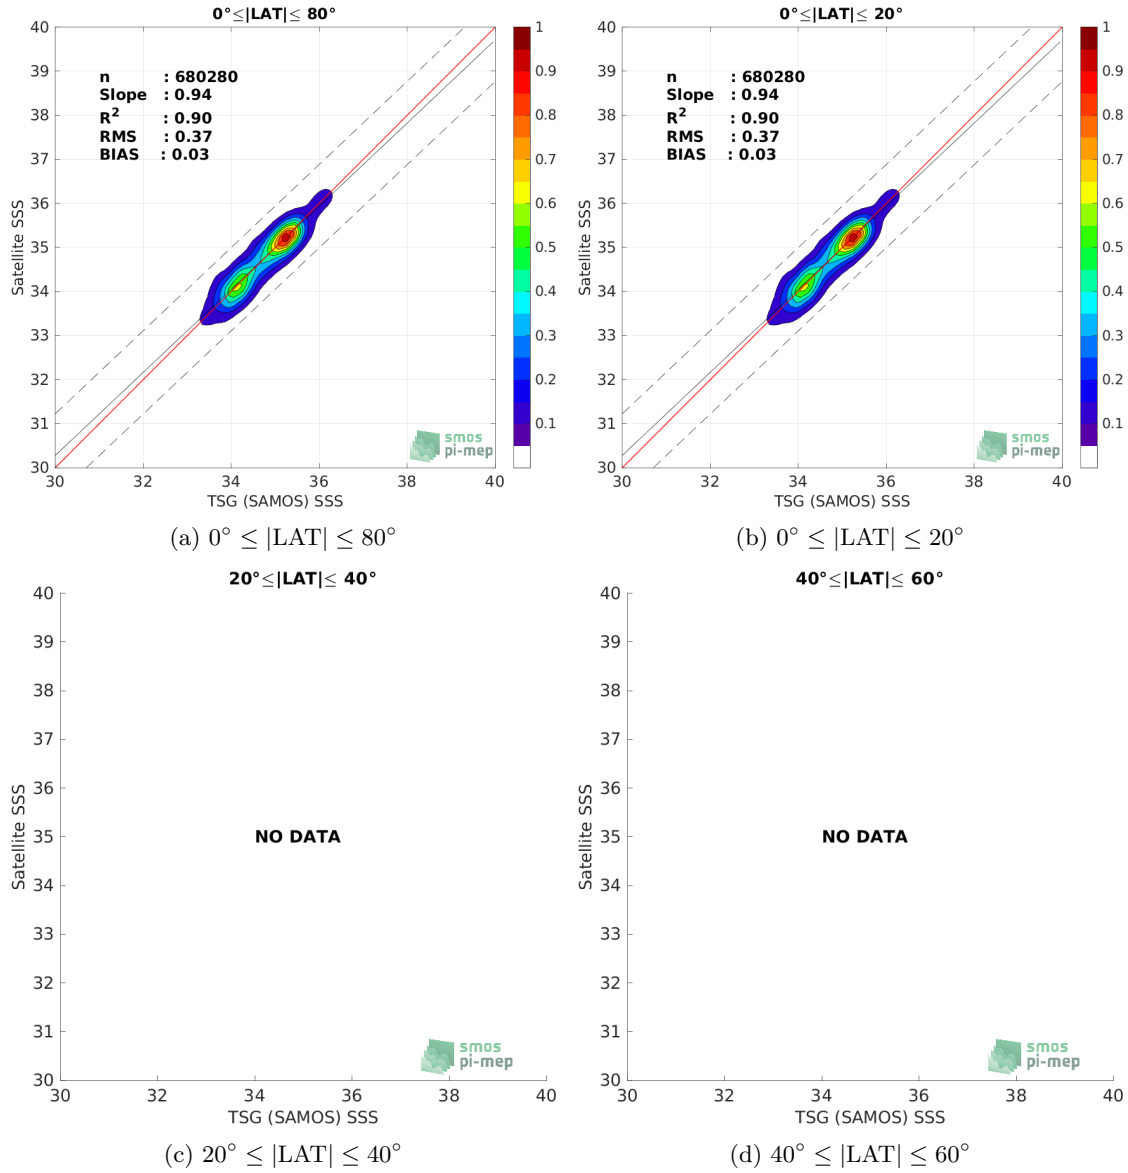 0°≤|LAT|≤ 80°
40
39
38
37
36
35
34
33
32
31
30
Satellite SSS
n : 680280
Slope : 0.94
R² : 0.90
RMS : 0.37
BIAS : 0.03
smos
pi-mep
30 32 34 36 38 40
TSG (SAMOS) SSS
1
0.9
0.8
0.7
0.6
0.5
0.4
0.3
0.2
0.1
(a) 0° ≤ |LAT| ≤ 80°
0°≤|LAT|≤ 20°
40
39
38
37
36
35
34
33
32
31
30
Satellite SSS
n : 680280
Slope : 0.94
R² : 0.90
RMS : 0.37
BIAS : 0.03
smos
pi-mep
30 32 34 36 38 40
TSG (SAMOS) SSS
1
0.9
0.8
0.7
0.6
0.5
0.4
0.3
0.2
0.1
(b) 0° ≤ |LAT| ≤ 20°
20°≤|LAT|≤ 40°
40
39
38
37
36
35
34
33
32
31
30
Satellite SSS
NO DATA
smos
pi-mep
30 32 34 36 38 40
TSG (SAMOS) SSS
(c) 20° ≤ |LAT| ≤ 40°
40°≤|LAT|≤ 60°
40
39
38
37
36
35
34
33
32
31
30
Satellite SSS
NO DATA
smos
pi-mep
30 32 34 36 38 40
TSG (SAMOS) SSS
(d) 40° ≤ |LAT| ≤ 60°